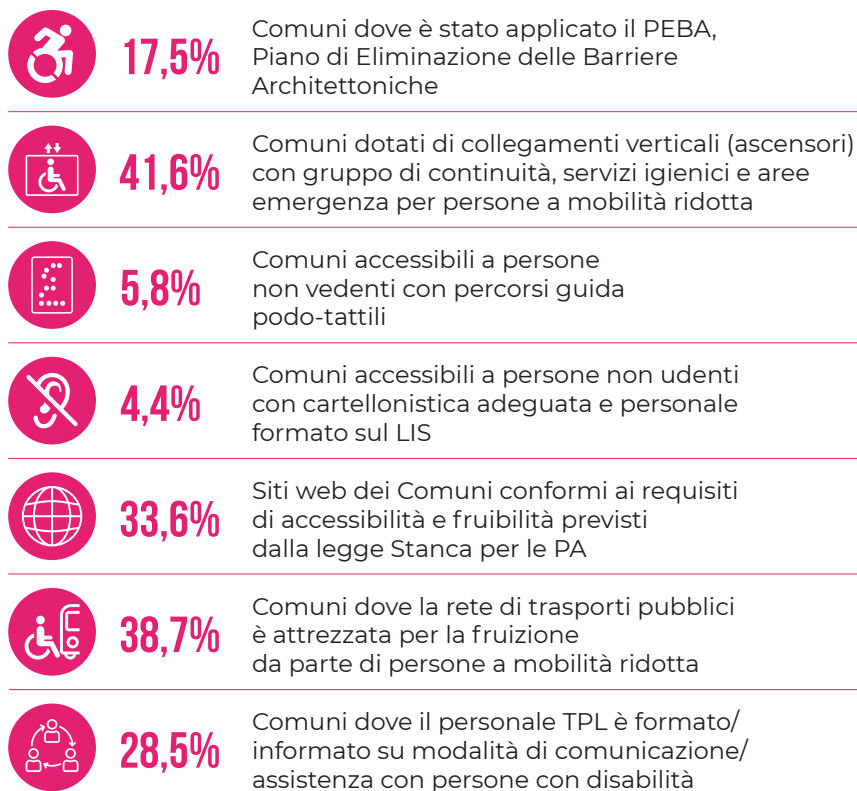 17,5%
Comuni dove è stato applicato il PEBA,
Piano di Eliminazione delle Barriere
Architettoniche
41,6%
Comuni dotati di collegamenti verticali (ascensori)
con gruppo di continuità, servizi igienici e aree
emergenza per persone a mobilità ridotta
5,8%
Comuni accessibili a persone
non vedenti con percorsi guida
podo-tattili
4,4%
Comuni accessibili a persone non udenti
con cartellonistica adeguata e personale
formato sul LIS
33,6%
Siti web dei Comuni conformi ai requisiti
di accessibilità e fruibilità previsti
dalla legge Stanca per le PA
38,7%
Comuni dove la rete di trasporti pubblici
è attrezzata per la fruizione
da parte di persone a mobilità ridotta
28,5%
Comuni dove il personale TPL è formato/
informato su modalità di comunicazione/
assistenza con persone con disabilità